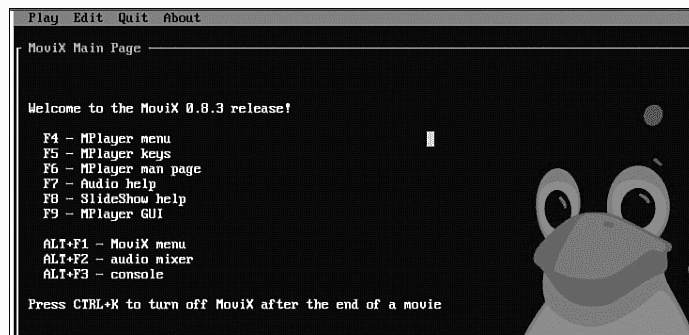 Play Edit Quit About
MoviX Main Page
Welcome to the MoviX 0.8.3 release!
F4 - MPlayer menu
F5 - MPlayer keys
F6 - MPlayer man page
F7 - Audio help
F8 - SlideShow help
F9 - MPlayer GUI
ALT+F1 - MoviX menu
ALT+F2 - audio mixer
ALT+F3 - console
Press CTRL+K to turn off MoviX after the end of a movie